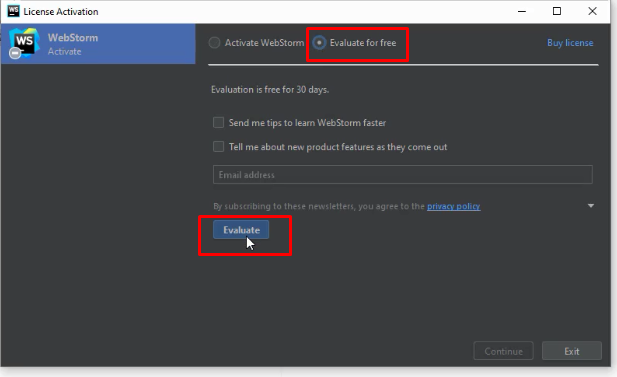 WS License Activation
WS WebStorm
Activate
Activate WebStorm Evaluate for free Buy license
Evaluation is free for 30 days.
Send me tips to learn WebStorm faster
Tell me about new product features as they come out
Email address
By subscribing to these newsletters, you agree to the privacy policy
Evaluate
Continue Exit